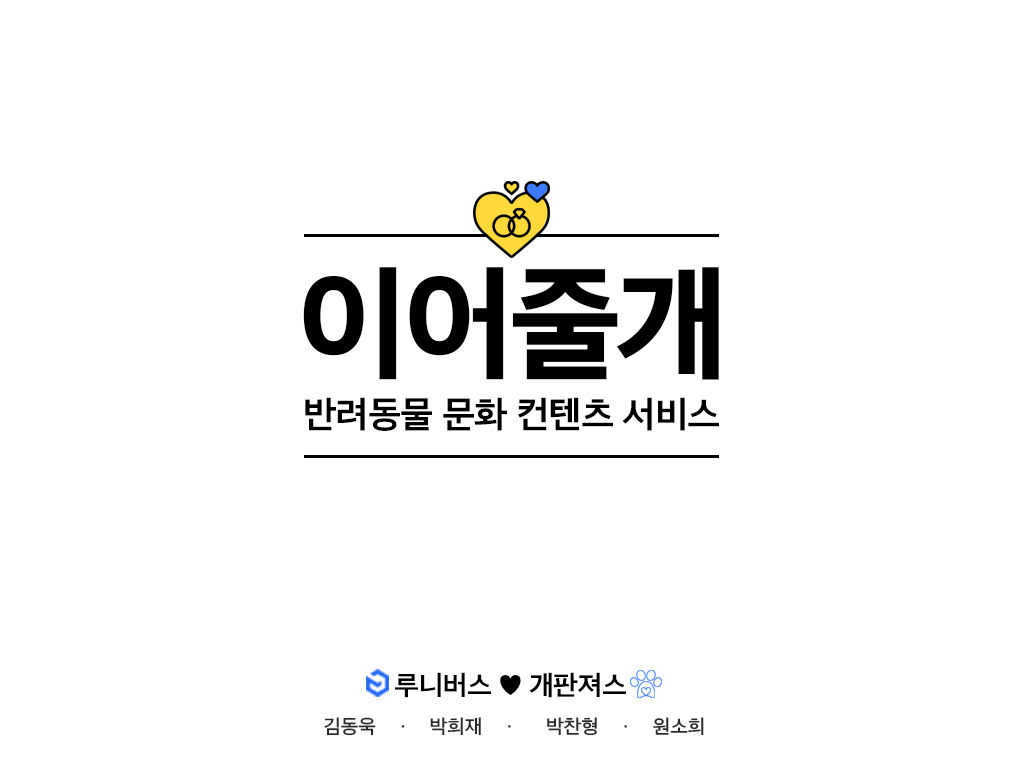 이어줄개
반려동물 문화 컨텐츠 서비스
루니버스 ♥ 개판져스
김동욱 · 박희재 · 박찬형 · 원소희